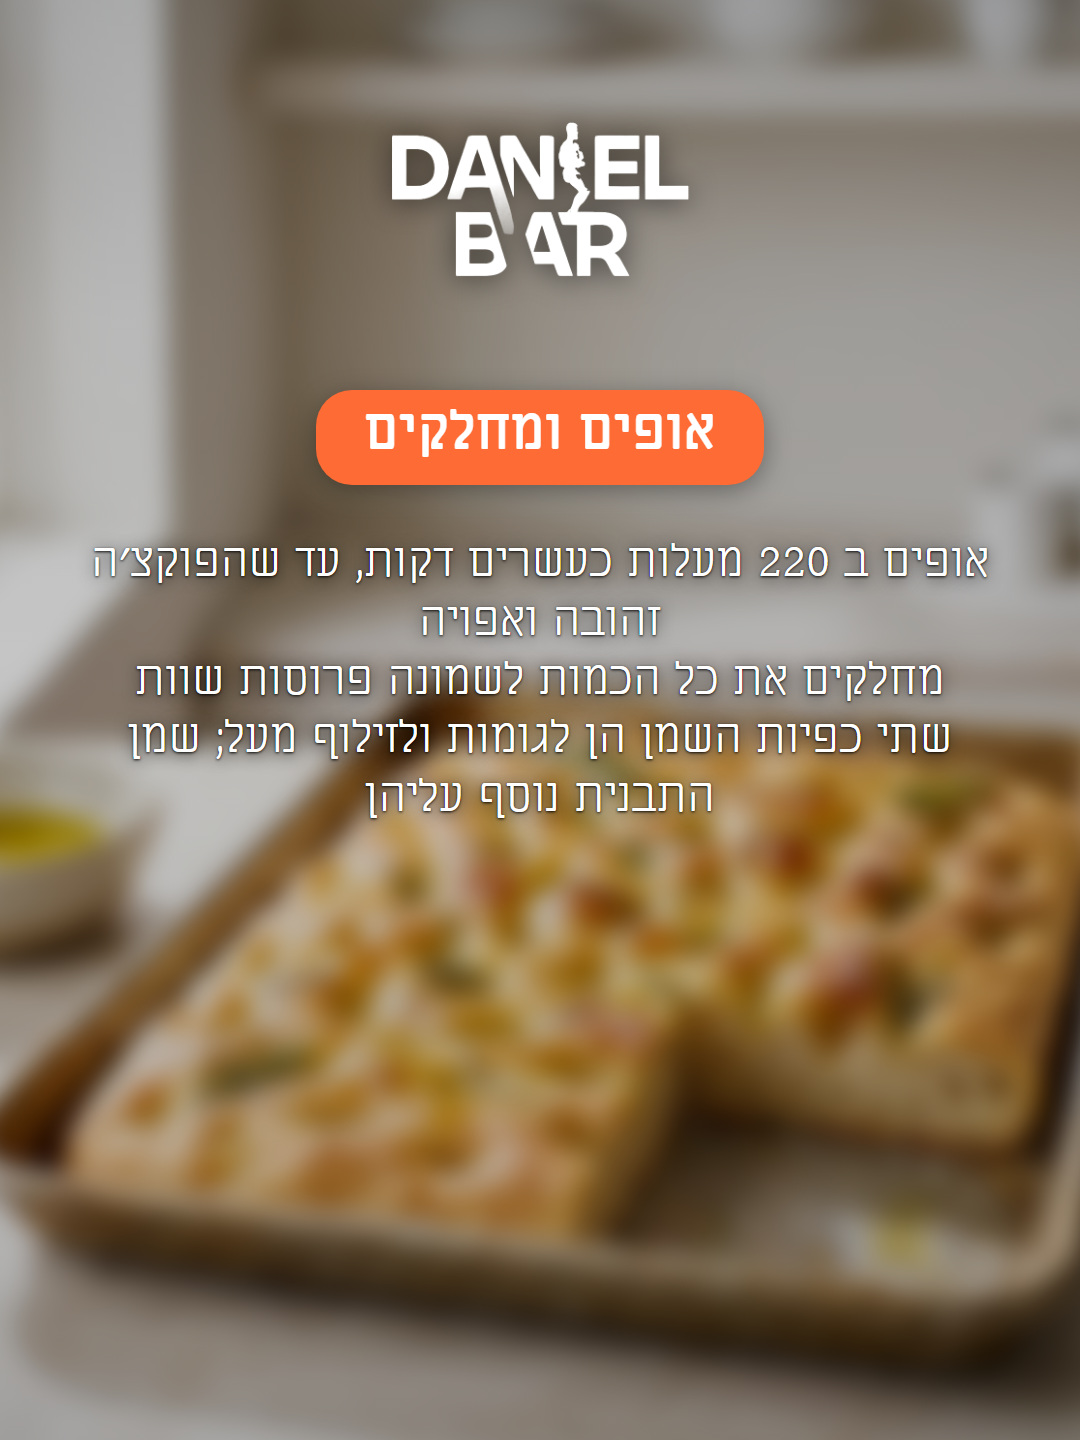 DANIEL
BAR
אופים ומחלקים
אופים ב 220 מעלות כעשרים דקות, עד שהפוקצ׳ה
זהובה ואפויה
מחלקים את כל הכמות לשמונה פרוסות שוות
שתי כפיות השמן הן לגומות ולזילוף מעל; שמן
התבנית נוסף עליהן